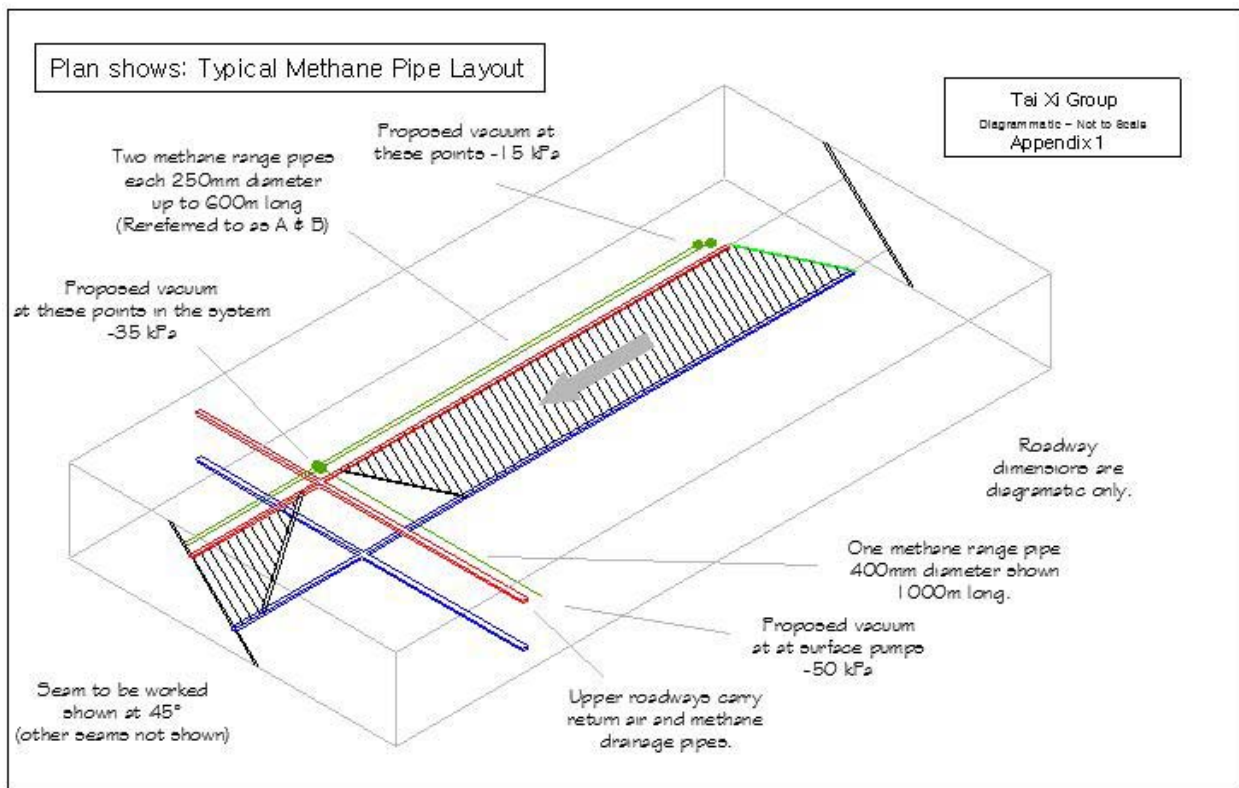 Plan shows: Typical Methane Pipe Layout
Tai Xi Group
Diagrammatic - Not to Scale
Appendix 1
Proposed vacuum at
these points -15 kPa
Two methane range pipes
each 250mm diameter
up to 600m long
(Rereferred to as A & B)
Proposed vacuum
at these points in the system
-35 kPa
Roadway
dimensions are
diagramatic only.
One methane range pipe
400mm diameter shown
1000m long.
Proposed vacuum
at at surface pumps
-50 kPa
Upper roadways carry
return air and methane
drainage pipes.
Seam to be worked
shown at 45°
(other seams not shown)